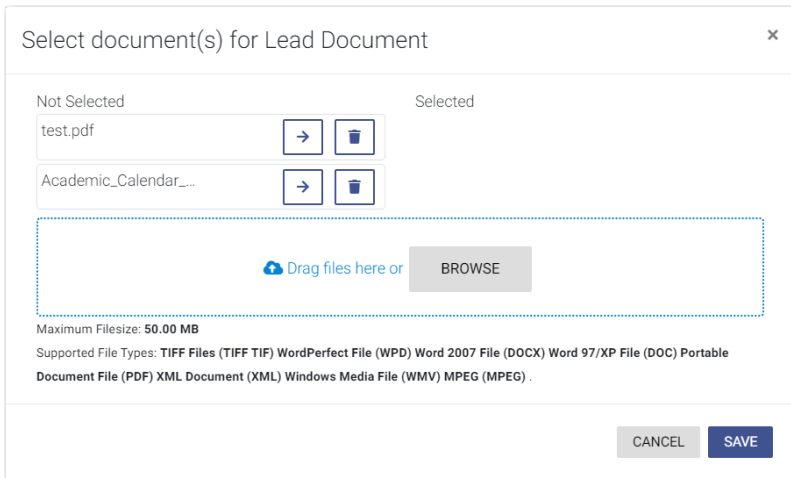 Select document(s) for Lead Document
×
Not Selected
Selected
test.pdf
Academic_Calendar_...
Drag files here or BROWSE
Maximum Filesize: 50.00 MB
Supported File Types: TIFF Files (TIFF TIF) WordPerfect File (WPD) Word 2007 File (DOCX) Word 97/XP File (DOC) Portable
Document File (PDF) XML Document (XML) Windows Media File (WMV) MPEG (MPEG) .
CANCEL SAVE